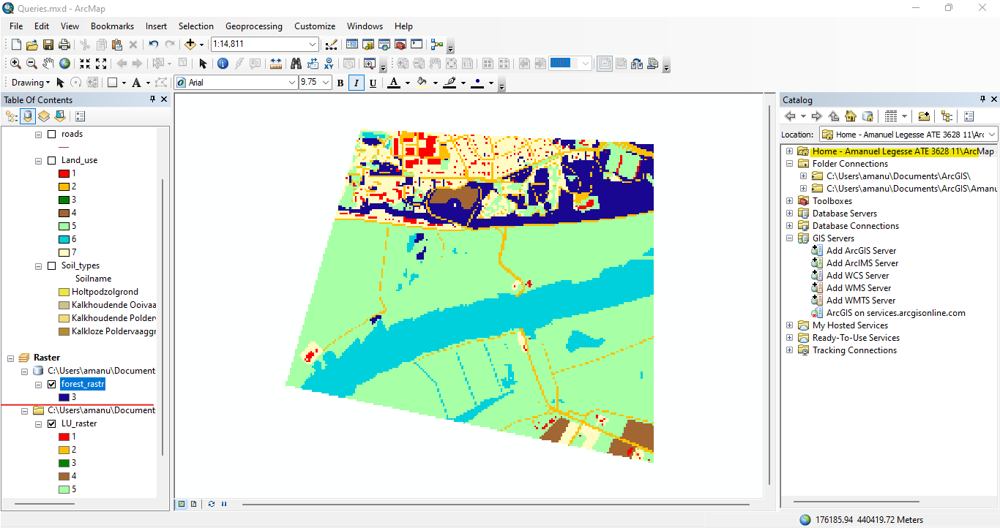 Queries.mxd - ArcMap
File Edit View Bookmarks Insert Selection Geoprocessing Customize Windows Help
1:14,811
XY
100%
Drawing
A
Arial
9.75
B I U A
Table Of Contents
roads
Land_use
1
2
3
4
5
6
7
Soil_types
Soilname
Holtpodzolgrond
Kalkhoudende Ooivaa
Kalkhoudende Polderv
Kalkloze Poldervaaggr
Raster
C:\Users\amanu\Document
forest_rastr
3
C:\Users\amanu\Document
LU_raster
1
2
3
4
5
Catalog
Location: Home - Amanuel Legesse ATE 3628 11\Arc
Home - Amanuel Legesse ATE 3628 11\ArcMap
Folder Connections
C:\Users\amanu\Documents\ArcGIS\
C:\Users\amanu\Documents\ArcGIS\Amanu
Toolboxes
Database Servers
Database Connections
GIS Servers
Add ArcGIS Server
Add ArcIMS Server
Add WCS Server
Add WMS Server
Add WMTS Server
ArcGIS on services.arcgisonline.com
My Hosted Services
Ready-To-Use Services
Tracking Connections
176185.94 440419.72 Meters